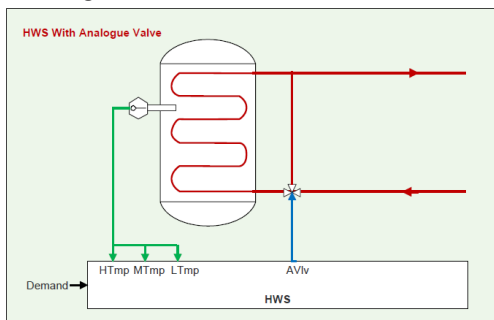 HWS With Analogue Valve
HTmp MTmp LTmp AVlv
Demand
HWS